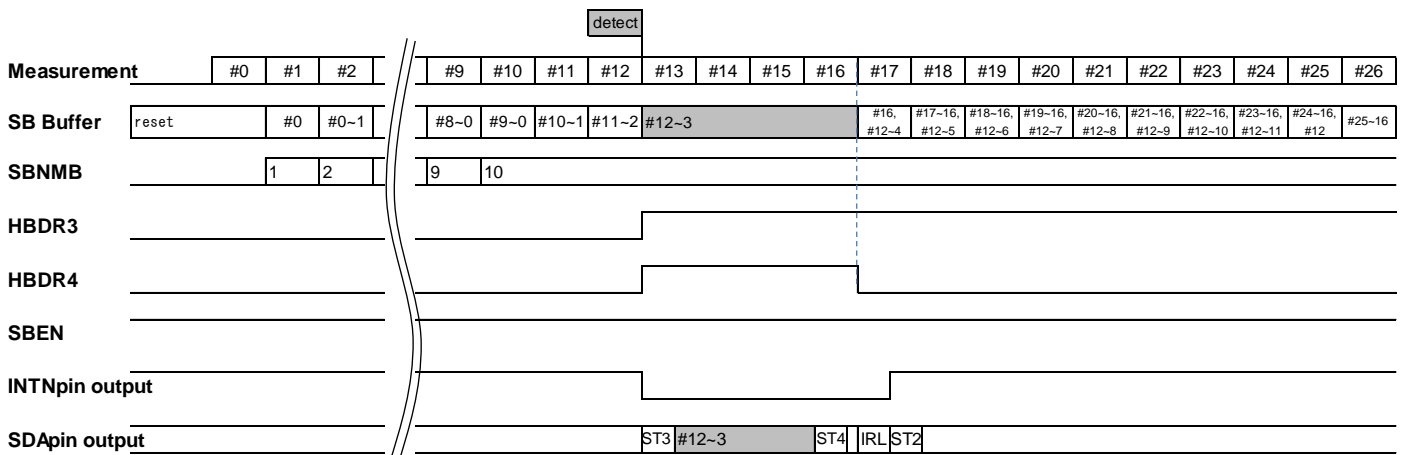 detect
Measurement #0 #1 #2 #9 #10 #11 #12 #13 #14 #15 #16 #17 #18 #19 #20 #21 #22 #23 #24 #25 #26
SB Buffer reset #0 #0~1 #8~0 #9~0 #10~1 #11~2 #12~3 #16, #17~16, #18~16, #19~16, #20~16, #21~16, #22~16, #23~16, #24~16, #25~16
#12~4 #12~5 #12~6 #12~7 #12~8 #12~9 #12~10 #12~11 #12
SBNMB 1 2 9 10
HBDR3
HBDR4
SBEN
INTNpin output
SDApin output ST3 #12~3 ST4 IRL ST2